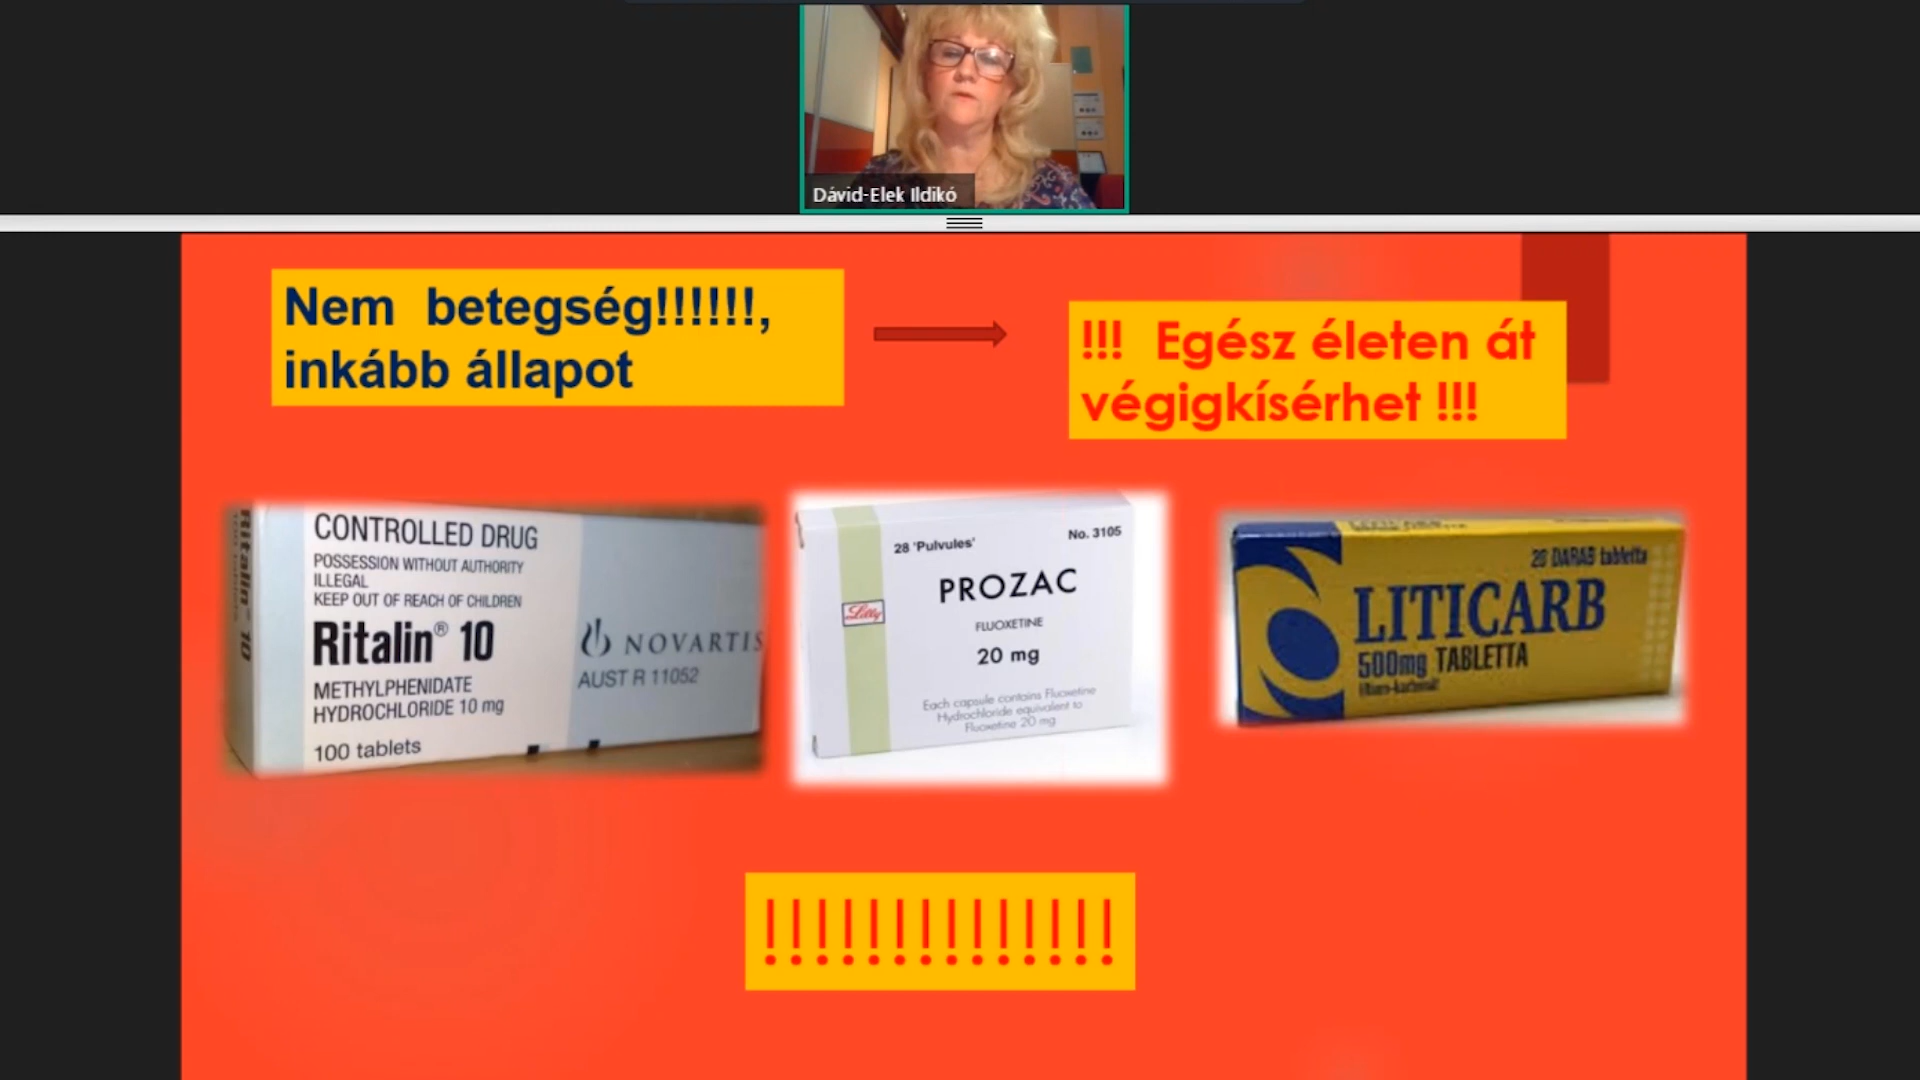 Dávid-Elek Ildikó
Nem betegség!!!!!!,
inkább állapot
!!! Egész életen át
végigkísérhet !!!
Ritalin 10
CONTROLLED DRUG
POSSESSION WITHOUT AUTHORITY
ILLEGAL
KEEP OUT OF REACH OF CHILDREN
Ritalin® 10
METHYLPHENIDATE
HYDROCHLORIDE 10 mg
100 tablets
NOVARTIS
AUST R 11052
28 'Pulvules'
No. 3105
PROZAC
Lilly
FLUOXETINE
20 mg
Each capsule contains Fluoxetine
Hydrochloride equivalent to
Fluoxetine 20 mg
20 DARAB tabletta
LITICARB
500mg TABLETTA
!!!!!!!!!!!!!!